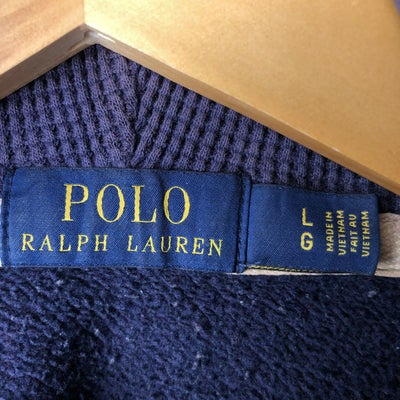 POLO
RALPH LAUREN
L
G
MADE IN
VIETNAM
FAIT AU
VIETNAM